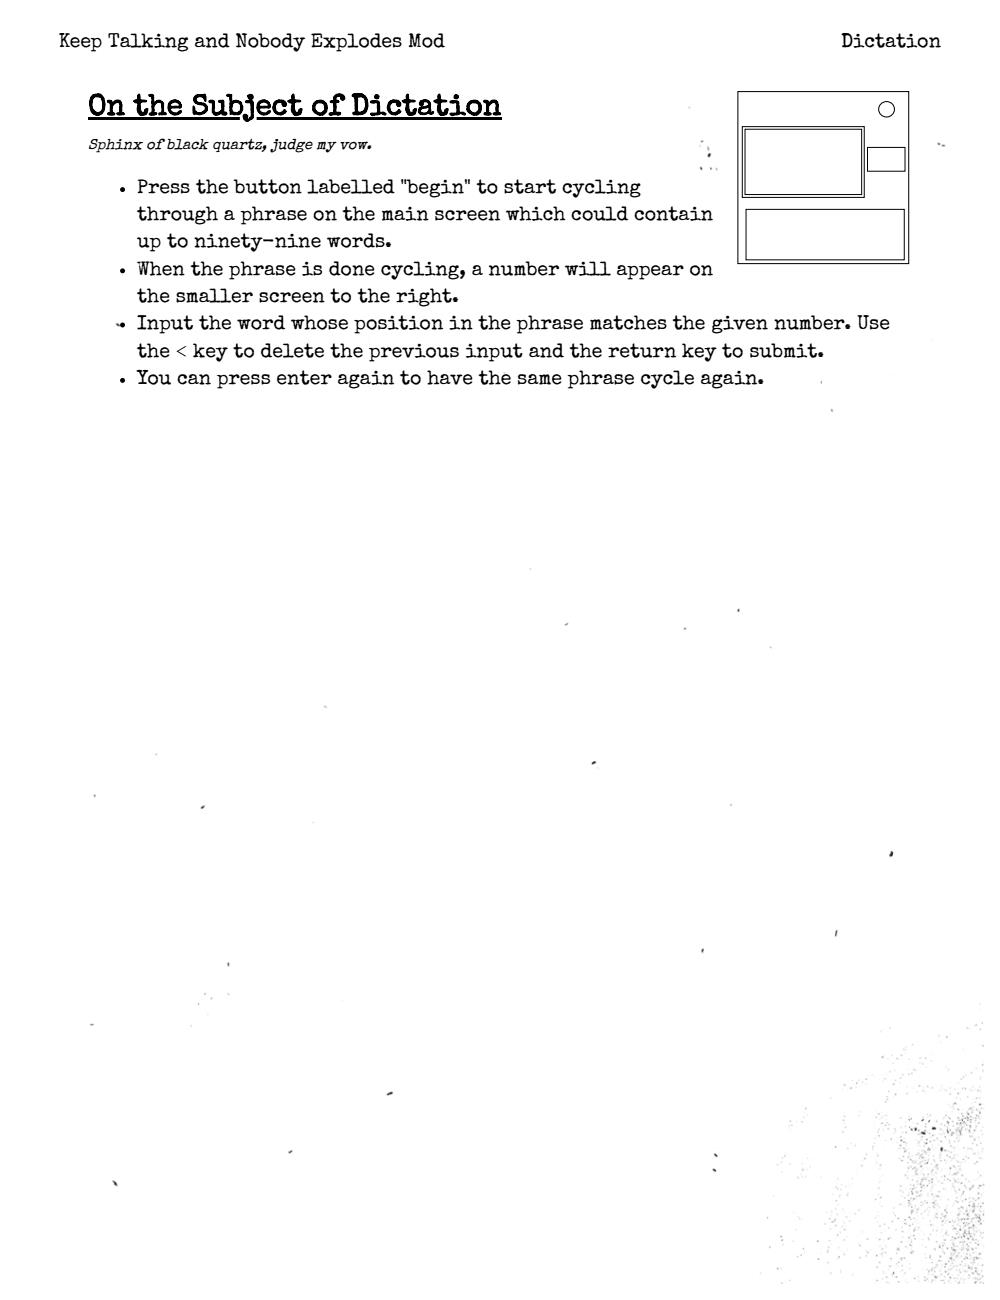 Keep Talking and Nobody Explodes Mod
Dictation
On the Subject of Dictation
Sphinx of black quartz, judge my vow.
• Press the button labelled "begin" to start cycling
through a phrase on the main screen which could contain
up to ninety-nine words.
• When the phrase is done cycling, a number will appear on
the smaller screen to the right.
• Input the word whose position in the phrase matches the given number. Use
the < key to delete the previous input and the return key to submit.
• You can press enter again to have the same phrase cycle again.